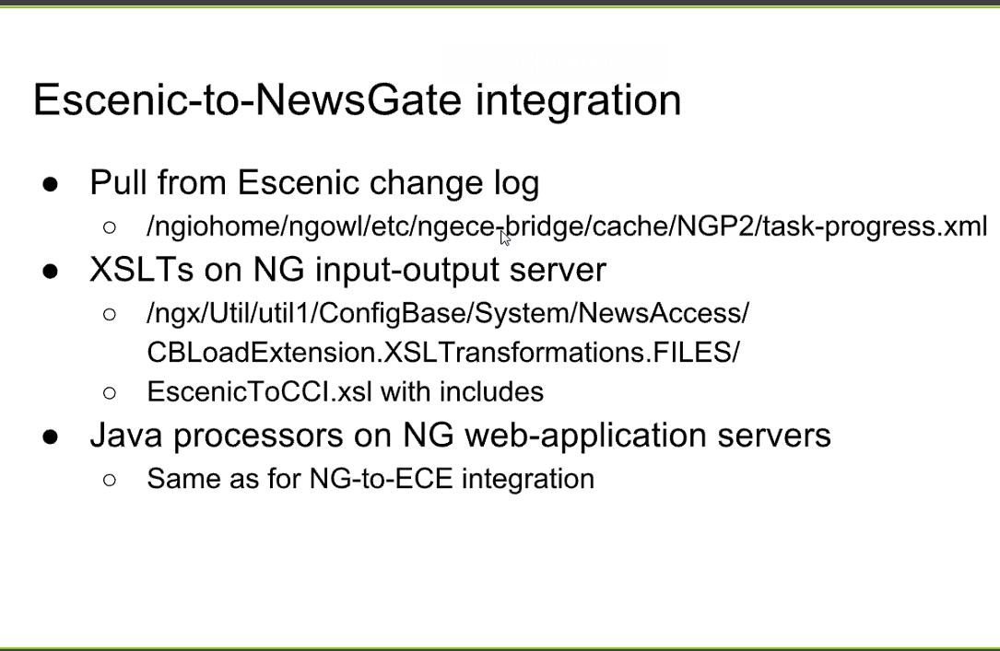 Escenic-to-NewsGate integration
● Pull from Escenic change log
○ /ngiohome/ngowl/etc/ngece-bridge/cache/NGP2/task-progress.xml
● XSLTs on NG input-output server
○ /ngx/Util/util1/ConfigBase/System/NewsAccess/
CBLoadExtension.XSLTransformations.FILES/
○ EscenicToCCI.xsl with includes
● Java processors on NG web-application servers
○ Same as for NG-to-ECE integration